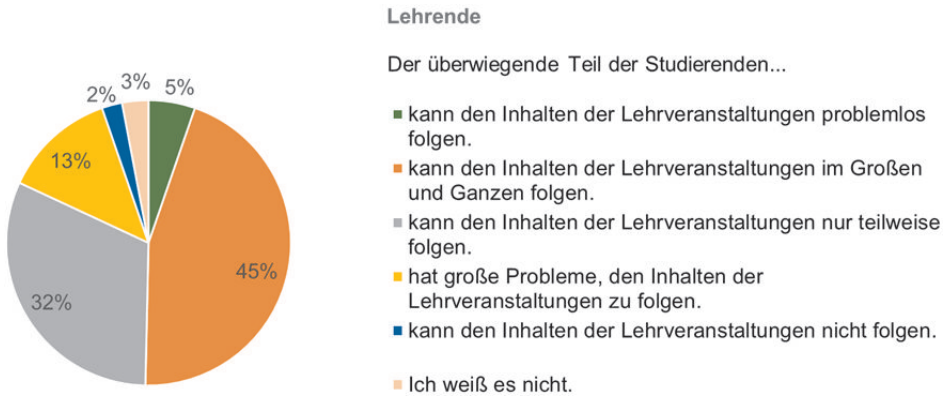 Lehrende
Der überwiegende Teil der Studierenden...
2%
3%
5%
13%
45%
32%
kann den Inhalten der Lehrveranstaltungen problemlos
folgen.
kann den Inhalten der Lehrveranstaltungen im Großen
und Ganzen folgen.
kann den Inhalten der Lehrveranstaltungen nur teilweise
folgen.
hat große Probleme, den Inhalten der
Lehrveranstaltungen zu folgen.
kann den Inhalten der Lehrveranstaltungen nicht folgen.
Ich weiß es nicht.